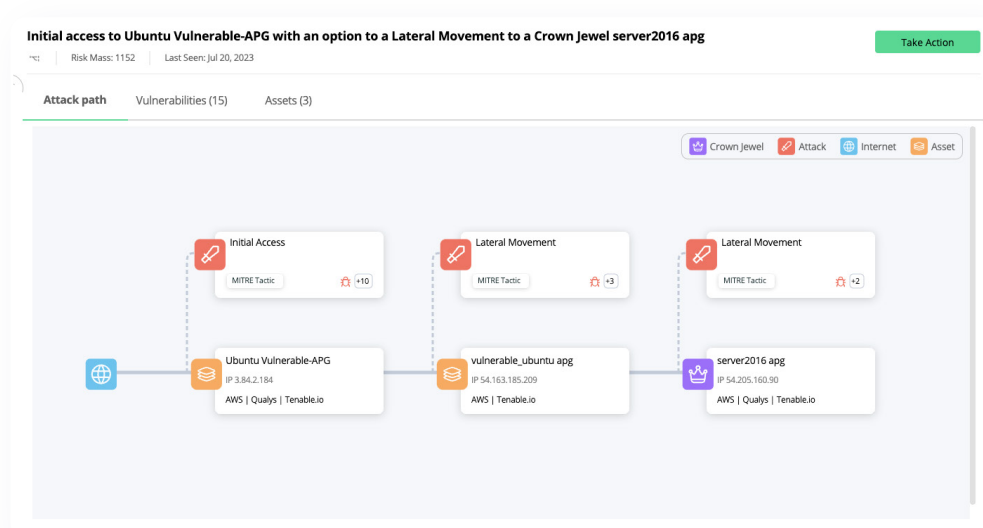 Initial access to Ubuntu Vulnerable-APG with an option to a Lateral Movement to a Crown Jewel server2016 apg
Take Action
Risk Mass: 1152
Last Seen: Jul 20, 2023
Attack path
Vulnerabilities (15)
Assets (3)
Crown Jewel
Attack
Internet
Asset
Initial Access
MITRE Tactic
+10
Lateral Movement
MITRE Tactic
+3
Lateral Movement
MITRE Tactic
+2
Ubuntu Vulnerable-APG
IP 3.84.2.184
AWS | Qualys | Tenable.io
vulnerable_ubuntu apg
IP 54.163.185.209
AWS | Tenable.io
server2016 apg
IP 54.205.160.90
AWS | Qualys | Tenable.io